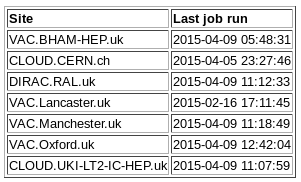 Site Last job run
VAC.BHAM-HEP.uk 2015-04-09 05:48:31
CLOUD.CERN.ch 2015-04-05 23:27:46
DIRAC.RAL.uk 2015-04-09 11:12:33
VAC.Lancaster.uk 2015-02-16 17:11:45
VAC.Manchester.uk 2015-04-09 11:18:49
VAC.Oxford.uk 2015-04-09 12:42:04
CLOUD.UKI-LT2-IC-HEP.uk 2015-04-09 11:07:59